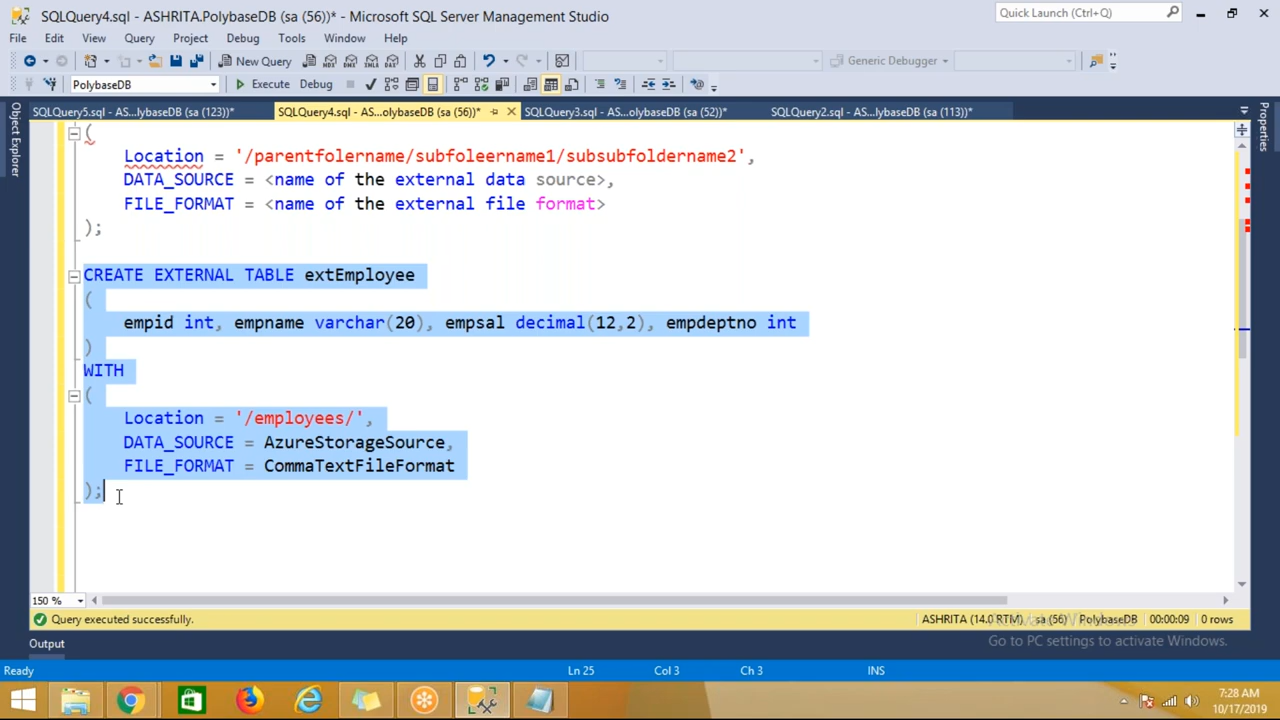 SQLQuery4.sql - ASHRITA.PolybaseDB (sa (56))* - Microsoft SQL Server Management Studio
Quick Launch (Ctrl+Q)
File Edit View Query Project Debug Tools Window Help
New Query
Generic Debugger
PolybaseDB
Execute Debug
SQLQuery5.sql - AS...lybaseDB (sa (123))*
SQLQuery4.sql - AS...olybaseDB (sa (56))*
SQLQuery3.sql - AS...olybaseDB (sa (52))*
SQLQuery2.sql - AS...lybaseDB (sa (113))*
Object Explorer
Properties
(
Location = '/parentfolername/subfoleername1/subsubfoldername2',
DATA_SOURCE = <name of the external data source>,
FILE_FORMAT = <name of the external file format>
);
CREATE EXTERNAL TABLE extEmployee
(
empid int, empname varchar(20), empsal decimal(12,2), empdeptno int
)
WITH
(
Location = '/employees/',
DATA_SOURCE = AzureStorageSource,
FILE_FORMAT = CommaTextFileFormat
);
150 %
Query executed successfully.
ASHRITA (14.0 RTM) sa (56) PolybaseDB 00:00:09 0 rows
Activate Windows
Go to PC settings to activate Windows.
Output
Ready
Ln 25 Col 3 Ch 3 INS
7:28 AM
10/17/2019